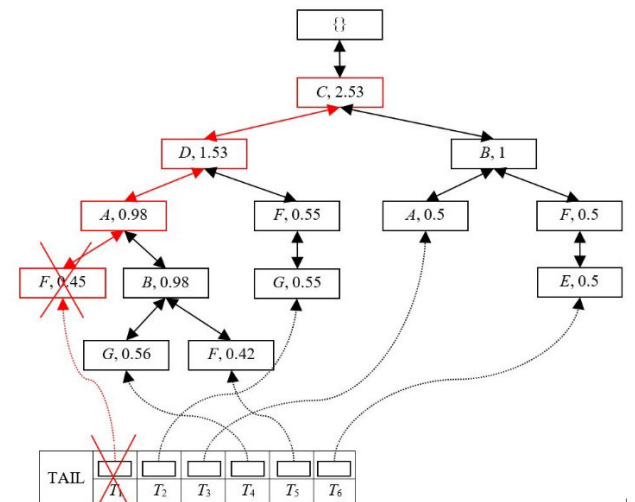 {}
C, 2.53
D, 1.53
B, 1
A, 0.98
F, 0.55
A, 0.5
F, 0.5
F, 0.45
B, 0.98
G, 0.55
E, 0.5
G, 0.56
F, 0.42
TAIL
T1 T2 T3 T4 T5 T6